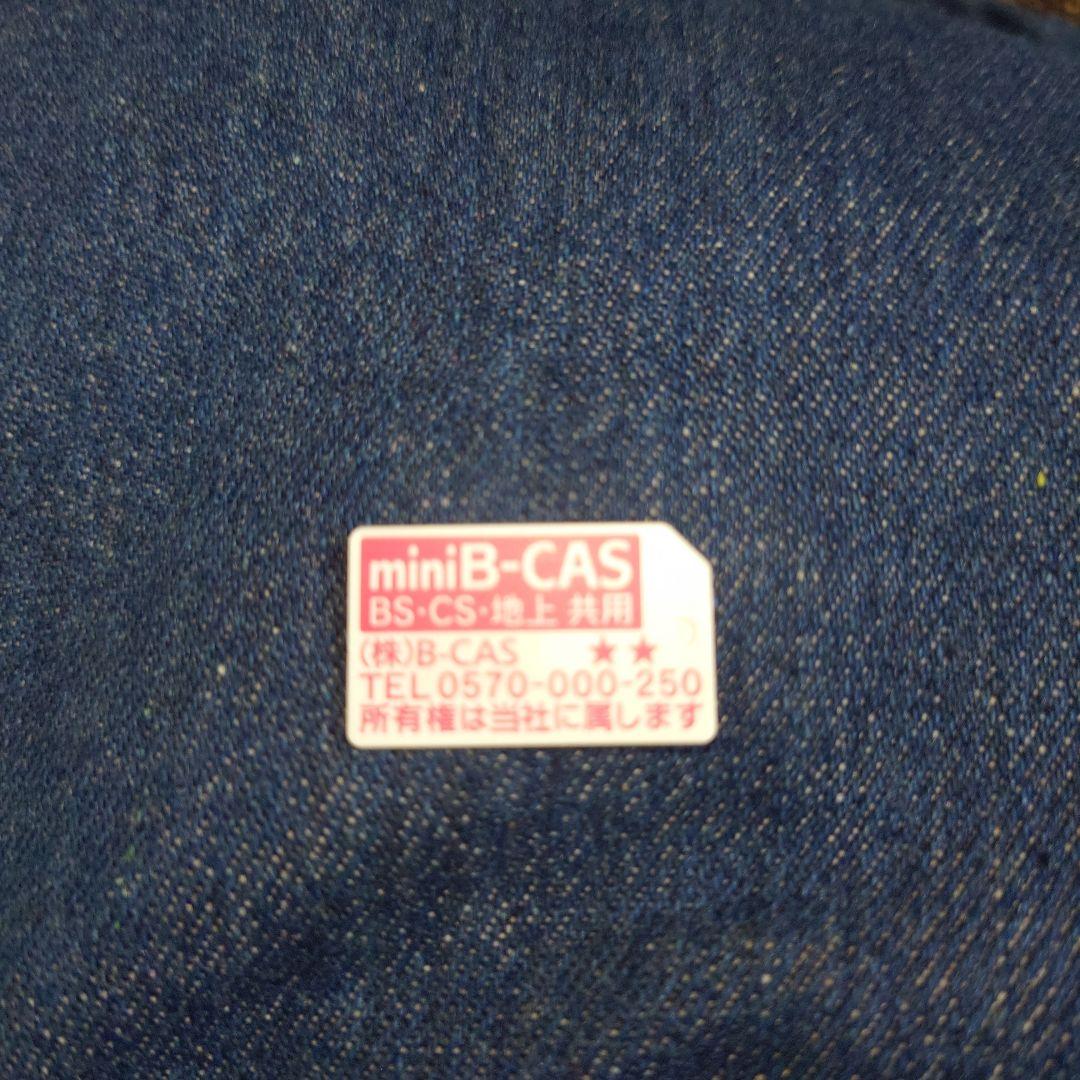 miniB-CAS
BS・CS・地上 共用
(株)B-CAS ★★
TEL 0570-000-250
所有権は当社に属します